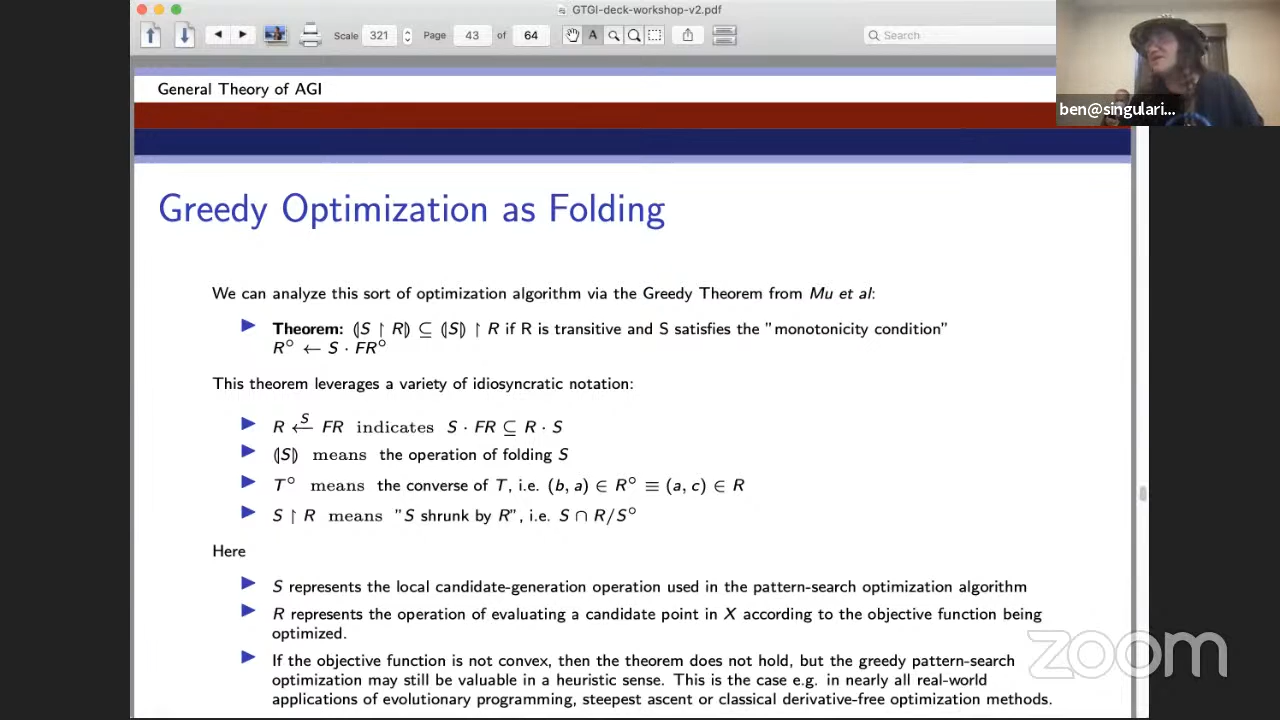 GTGI-deck-workshop-v2.pdf
Scale 321 Page 43 of 64 A Search
General Theory of AGI
ben@singulari...
Greedy Optimization as Folding
We can analyze this sort of optimization algorithm via the Greedy Theorem from Mu et al:
Theorem: ⦇S ↾ R⦈ ⊆ ⦇S⦈ ↾ R if R is transitive and S satisfies the "monotonicity condition"
R° ← S · FR°
This theorem leverages a variety of idiosyncratic notation:
R ←S FR indicates S · FR ⊆ R · S
⦇S⦈ means the operation of folding S
T° means the converse of T, i.e. (b, a) ∈ R° ≡ (a, c) ∈ R
S ↾ R means "S shrunk by R", i.e. S ∩ R/S°
Here
S represents the local candidate-generation operation used in the pattern-search optimization algorithm
R represents the operation of evaluating a candidate point in X according to the objective function being
optimized.
If the objective function is not convex, then the theorem does not hold, but the greedy pattern-search
optimization may still be valuable in a heuristic sense. This is the case e.g. in nearly all real-world
applications of evolutionary programming, steepest ascent or classical derivative-free optimization methods.
zoom